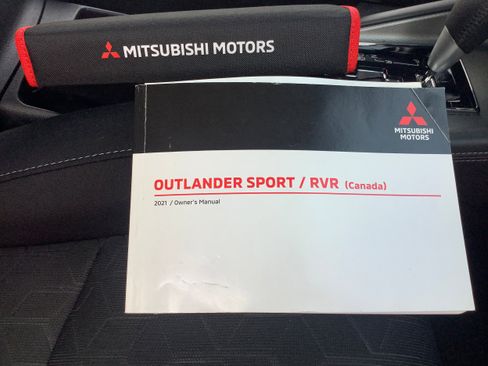 MITSUBISHI MOTORS
MITSUBISHI
MOTORS
OUTLANDER SPORT / RVR (Canada)
2021 / Owner's Manual